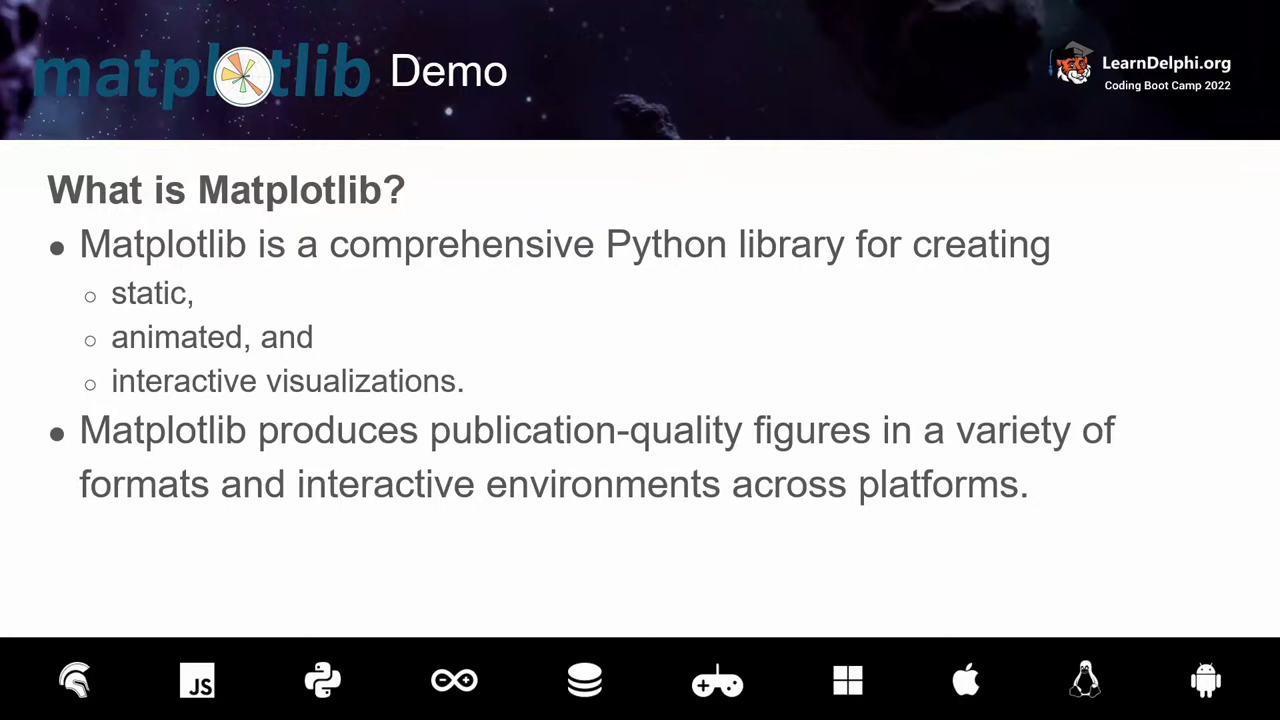 matplotlib Demo
LearnDelphi.org
Coding Boot Camp 2022
What is Matplotlib?
● Matplotlib is a comprehensive Python library for creating
○ static,
○ animated, and
○ interactive visualizations.
● Matplotlib produces publication-quality figures in a variety of
formats and interactive environments across platforms.
JS